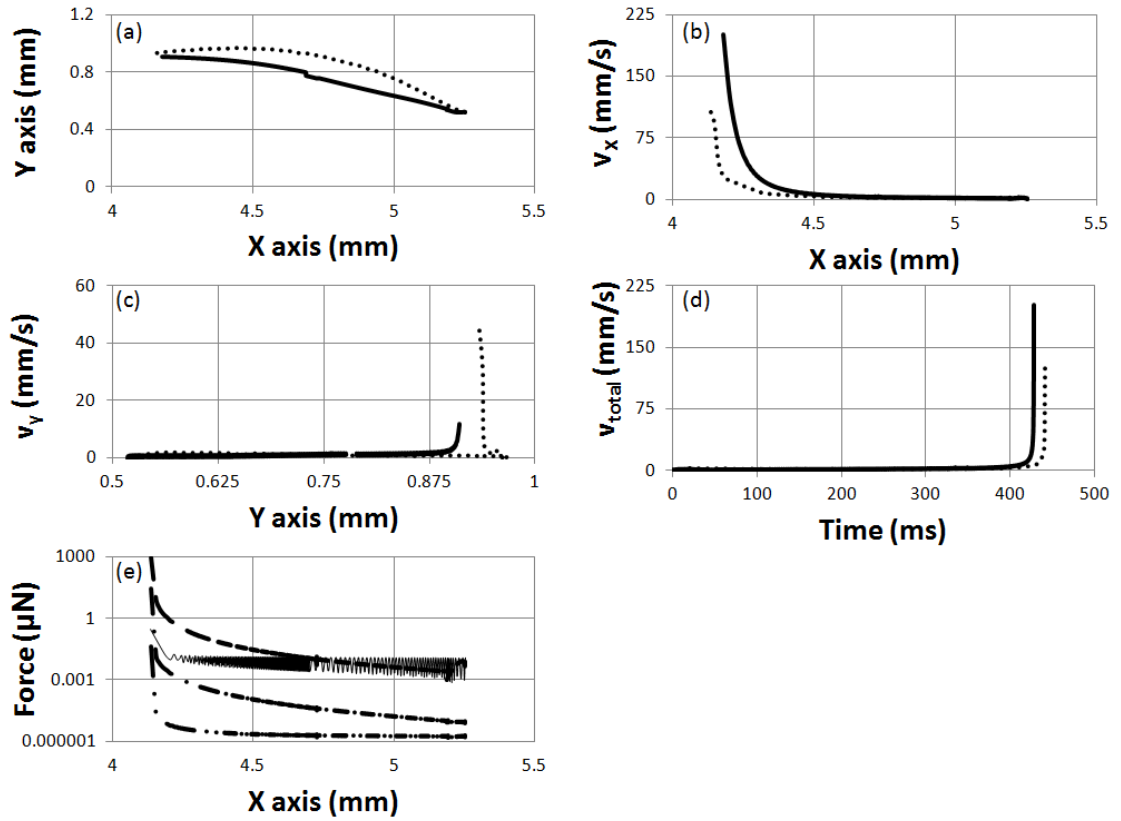 (a)
Y axis (mm)
1.2
0.8
0.4
0
4
4.5
5
5.5
X axis (mm)
(b)
vX (mm/s)
225
150
75
0
4
4.5
5
5.5
X axis (mm)
(c)
vY (mm/s)
60
40
20
0
0.5
0.625
0.75
0.875
1
Y axis (mm)
(d)
vtotal (mm/s)
225
150
75
0
0
100
200
300
400
500
Time (ms)
(e)
Force (μN)
1000
1
0.001
0.000001
4
4.5
5
5.5
X axis (mm)